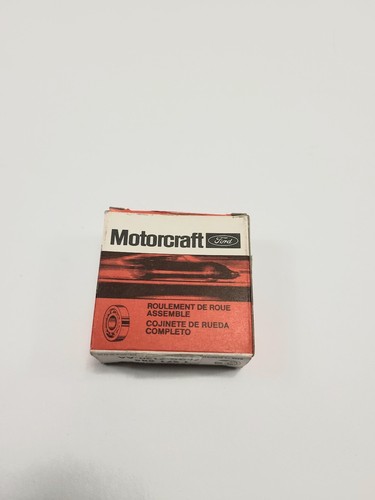 Motorcraft Ford
ROULEMENT DE ROUE
ASSEMBLE
COJINETE DE RUEDA
COMPLETO